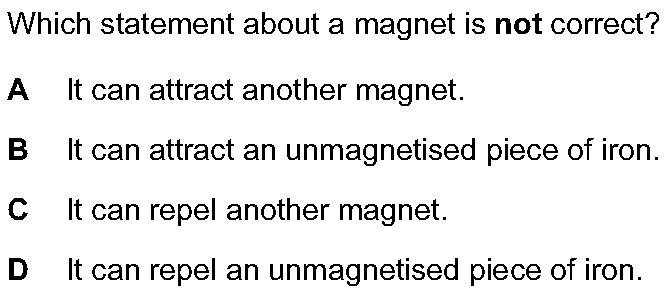 Which statement about a magnet is not correct?
A It can attract another magnet.
B It can attract an unmagnetised piece of iron.
C It can repel another magnet.
D It can repel an unmagnetised piece of iron.